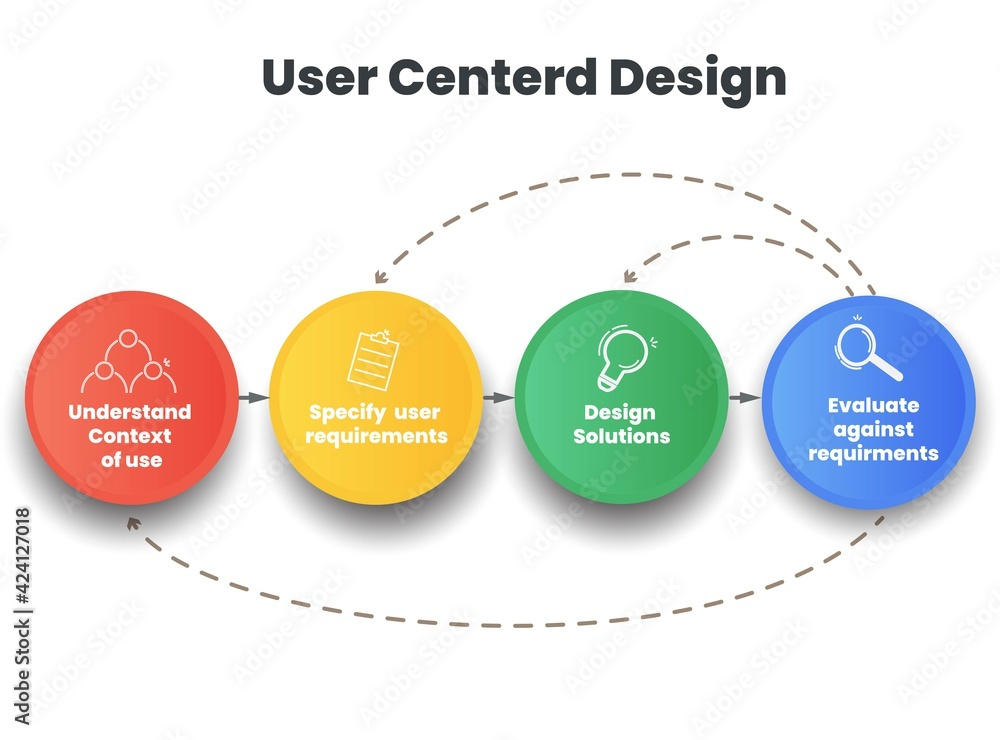 User Centerd Design
Understand
Context
of use
Specify user
requirements
Design
Solutions
Evaluate
against
requirments
Adobe Stock | #424127018